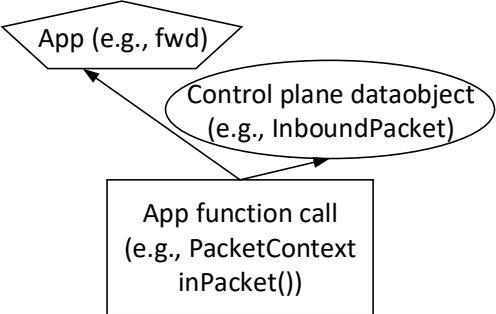 App (e.g., fwd)
Control plane dataobject
(e.g., InboundPacket)
App function call
(e.g., PacketContext
inPacket())